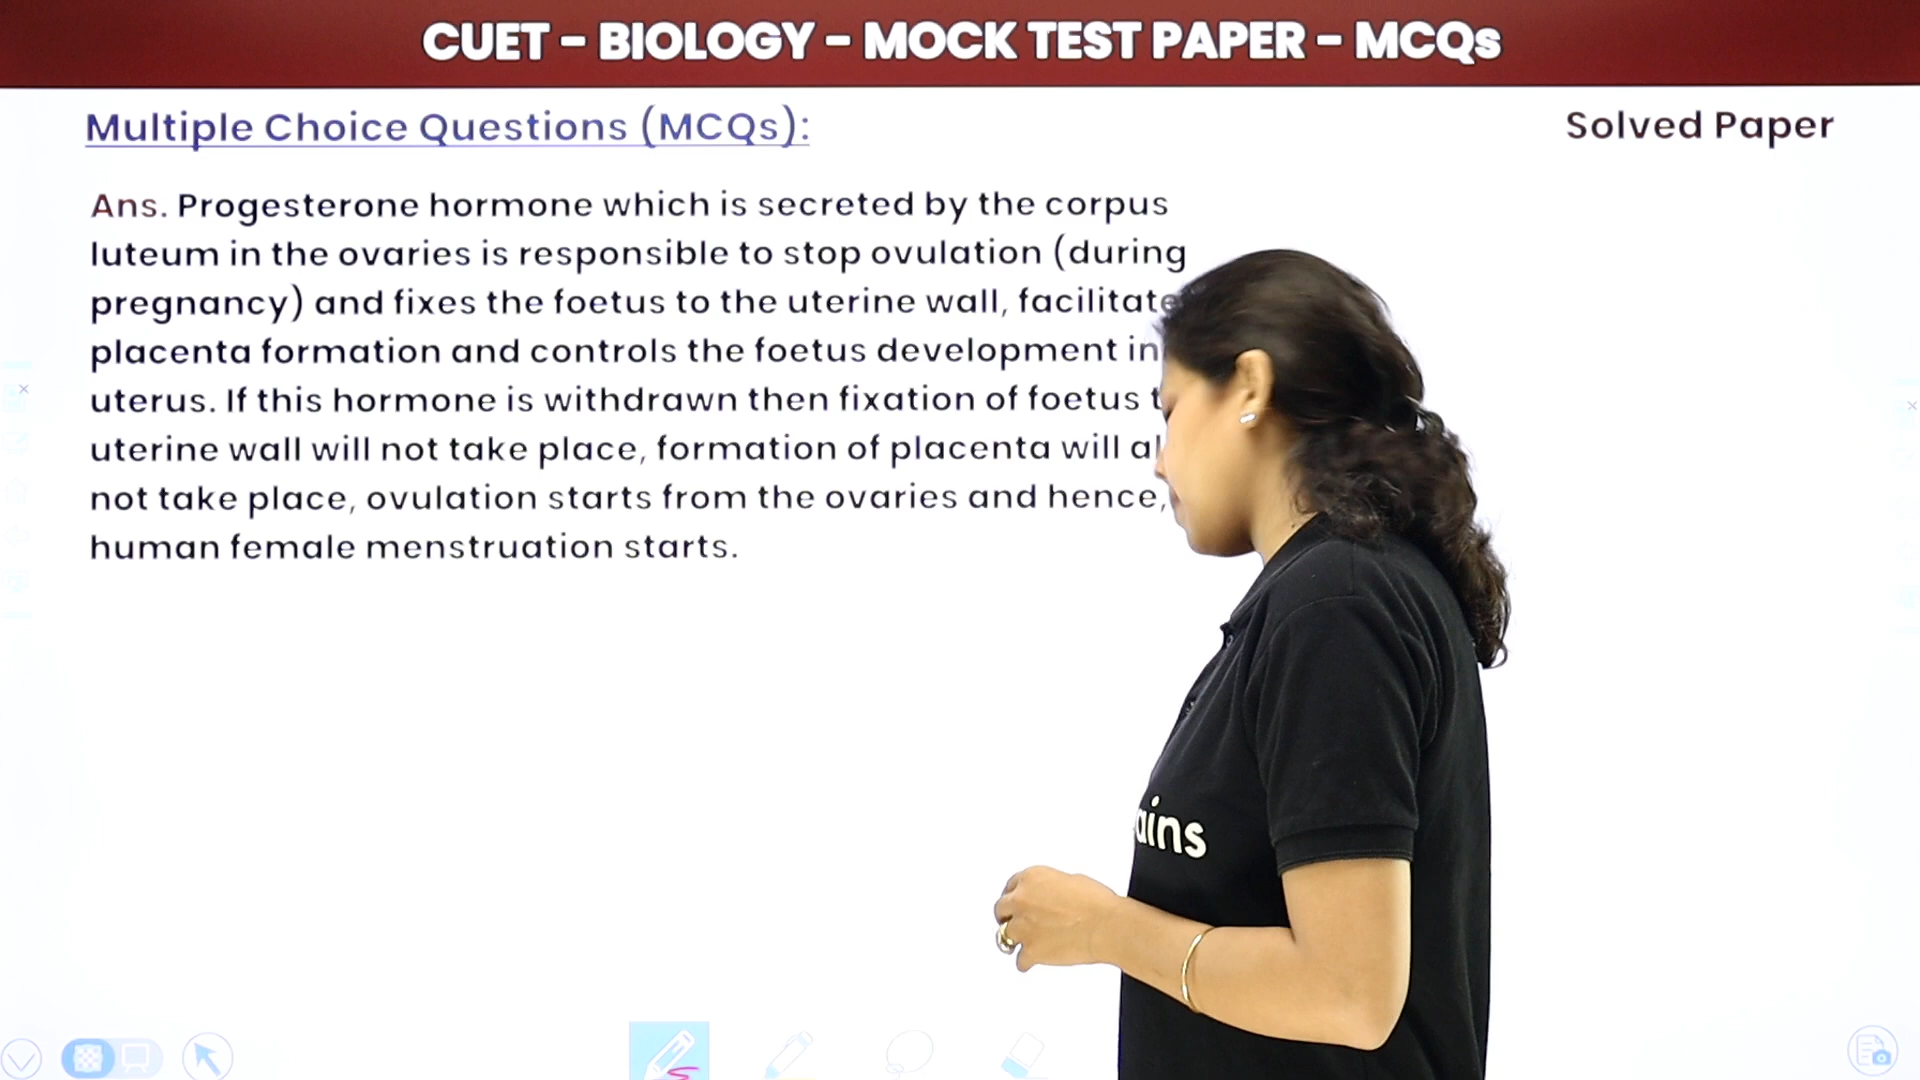 CUET - BIOLOGY - MOCK TEST PAPER - MCQs
Multiple Choice Questions (MCQs):
Solved Paper
Ans. Progesterone hormone which is secreted by the corpus
luteum in the ovaries is responsible to stop ovulation (during
pregnancy) and fixes the foetus to the uterine wall, facilitate
placenta formation and controls the foetus development in
uterus. If this hormone is withdrawn then fixation of foetus
uterine wall will not take place, formation of placenta will
not take place, ovulation starts from the ovaries and hence,
human female menstruation starts.